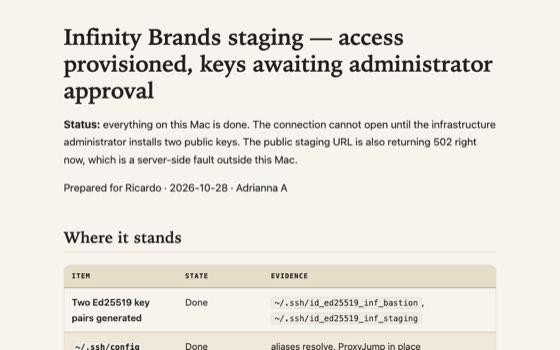 Infinity Brands staging — access
provisioned, keys awaiting administrator
approval
Status: everything on this Mac is done. The connection cannot open until the infrastructure
administrator installs two public keys. The public staging URL is also returning 502 right
now, which is a server-side fault outside this Mac.
Prepared for Ricardo · 2026-10-28 · Adrianna A
Where it stands
ITEM STATE EVIDENCE
Two Ed25519 key Done ~/.ssh/id_ed25519_inf_bastion ,
pairs generated ~/.ssh/id_ed25519_inf_staging
~/.ssh/config Done aliases resolve, ProxyJump in place